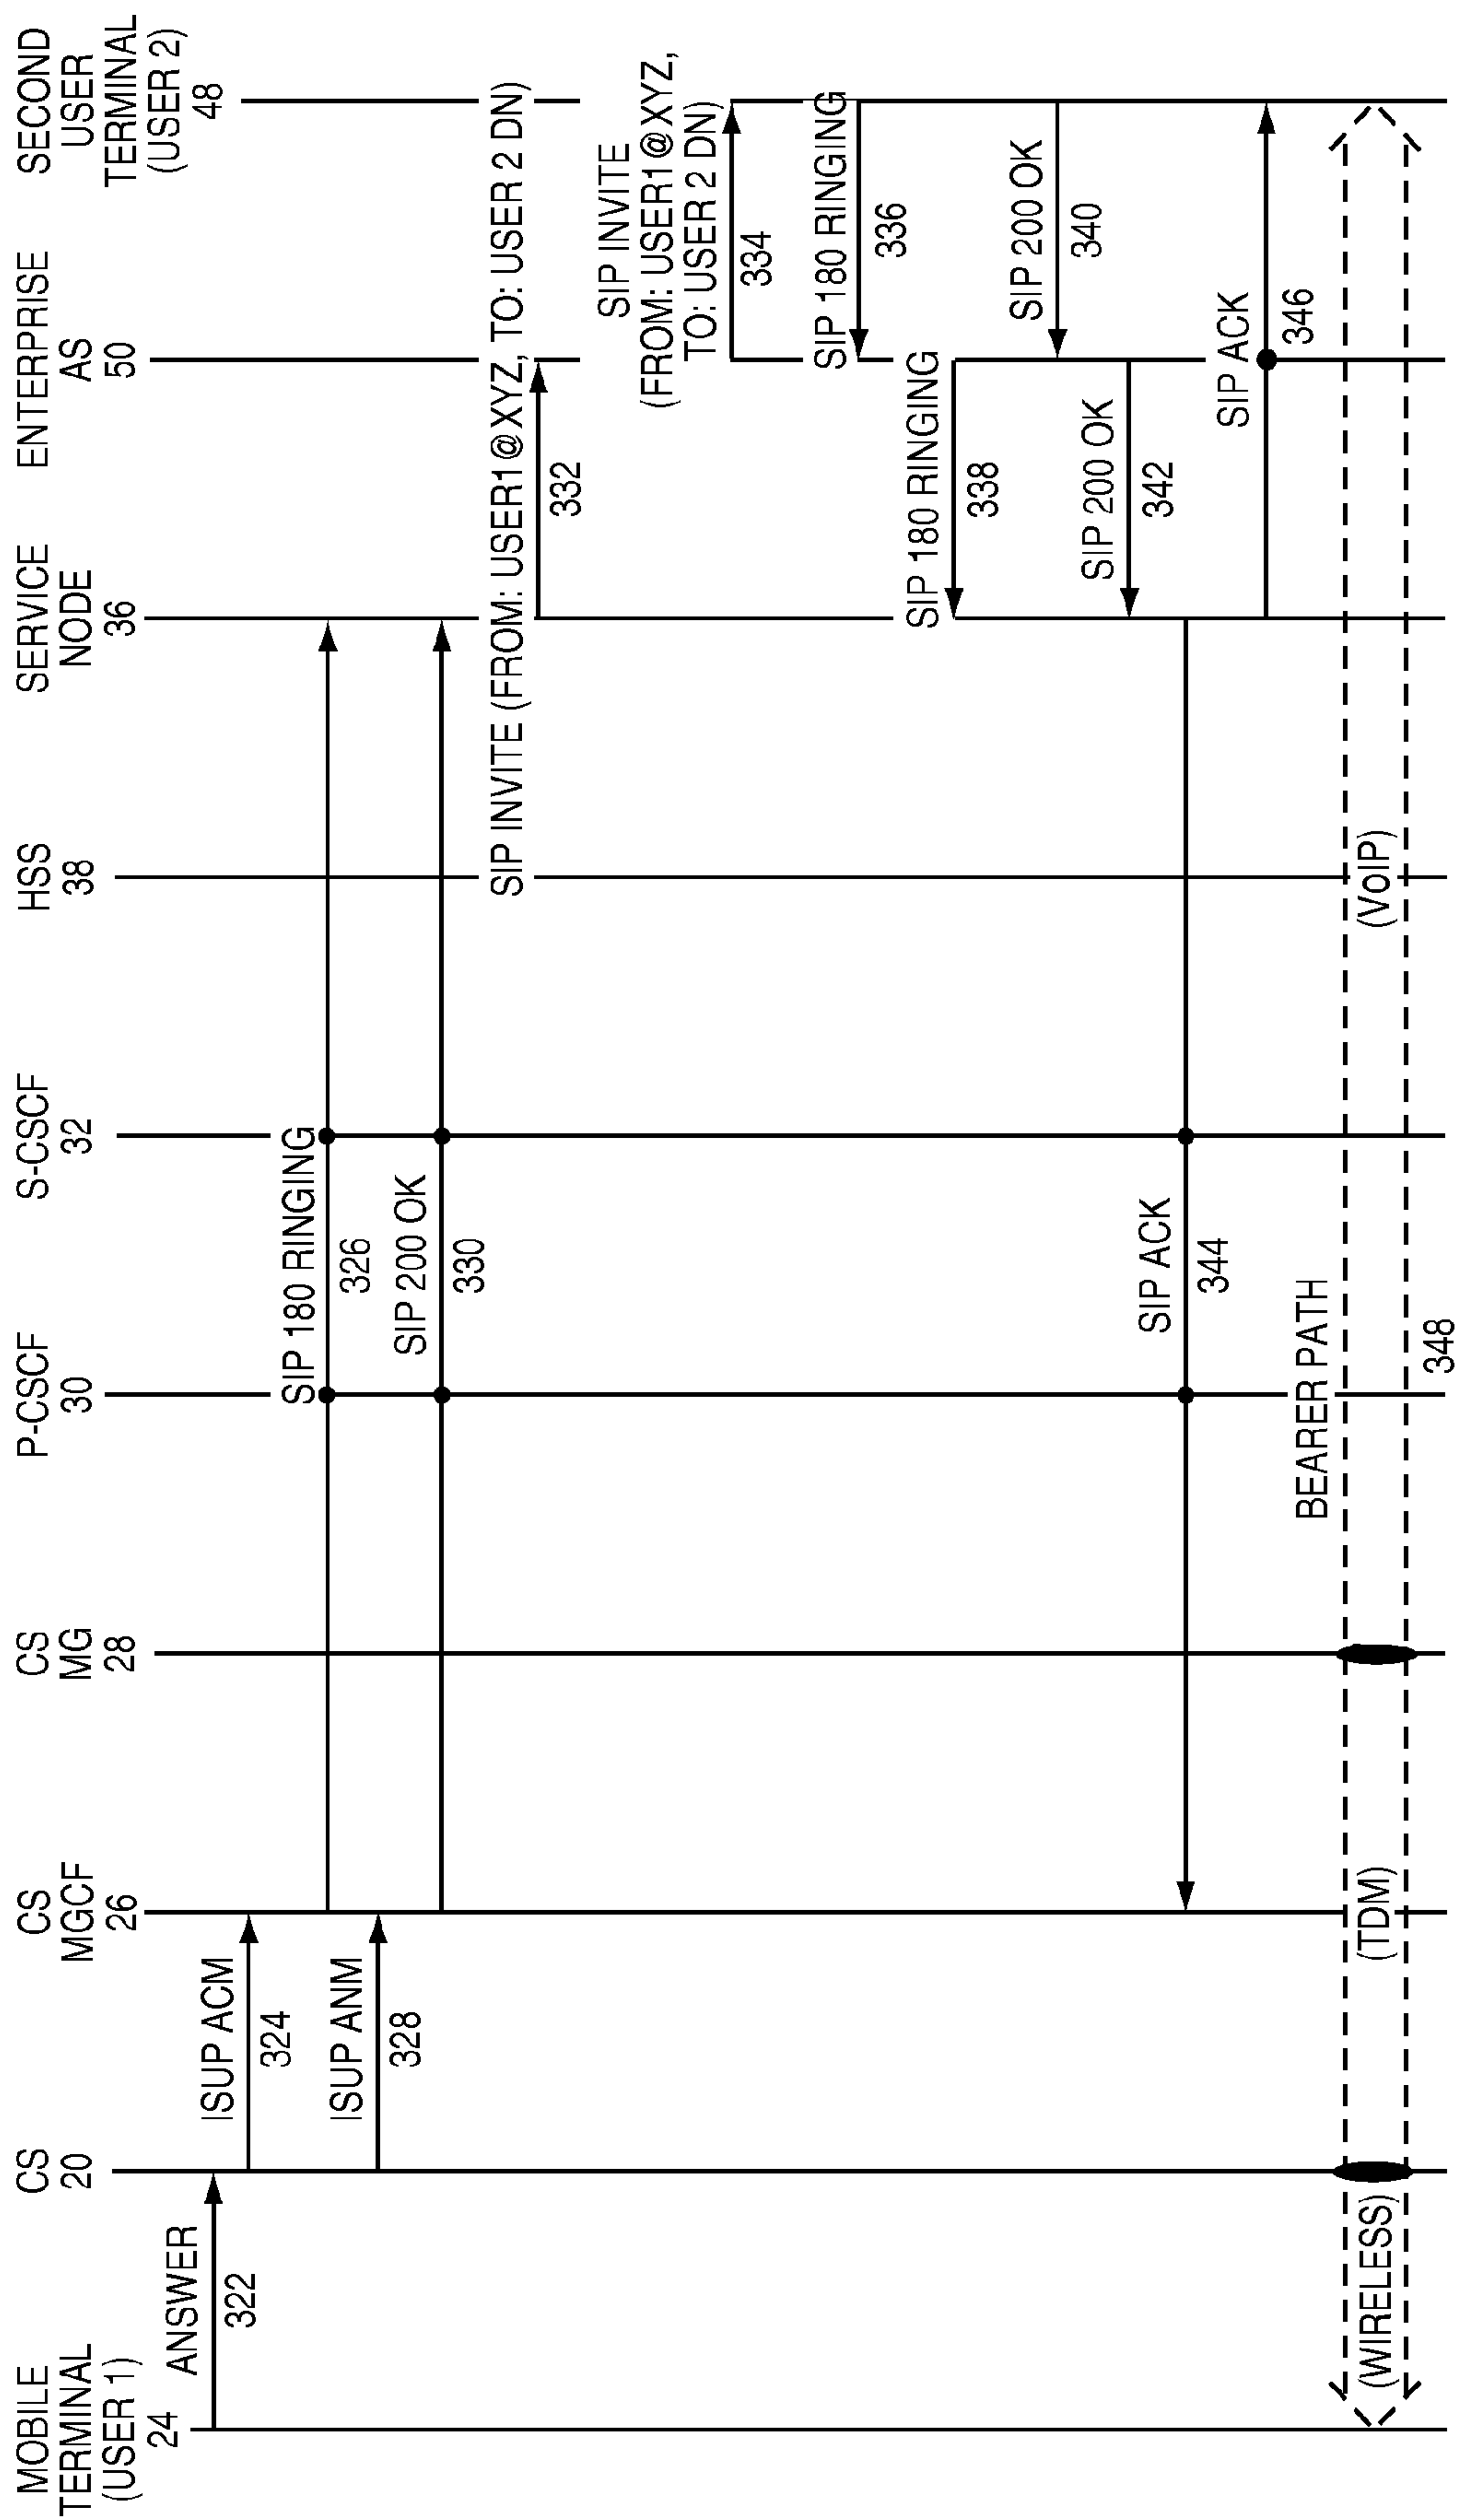 MOBILE
TERMINAL
(USER 1)
24
CS
20
CS
MGCF
26
CS
MG
28
P-CSCF
30
S-CSCF
32
HSS
38
SERVICE
NODE
36
ENTERPRISE
AS
50
SECOND
USER
TERMINAL
(USER 2)
48
ANSWER
322
ISUP ACM
324
SIP 180 RINGING
326
ISUP ANM
328
SIP 200 OK
330
SIP INVITE (FROM: USER1@XYZ, TO: USER 2 DN)
332
SIP INVITE
(FROM: USER1@XYZ,
TO: USER 2 DN)
334
SIP 180 RINGING
336
SIP 180 RINGING
338
SIP 200 OK
340
SIP 200 OK
342
SIP ACK
344
SIP ACK
346
BEARER PATH
(WIRELESS)
(TDM)
(VoIP)
348